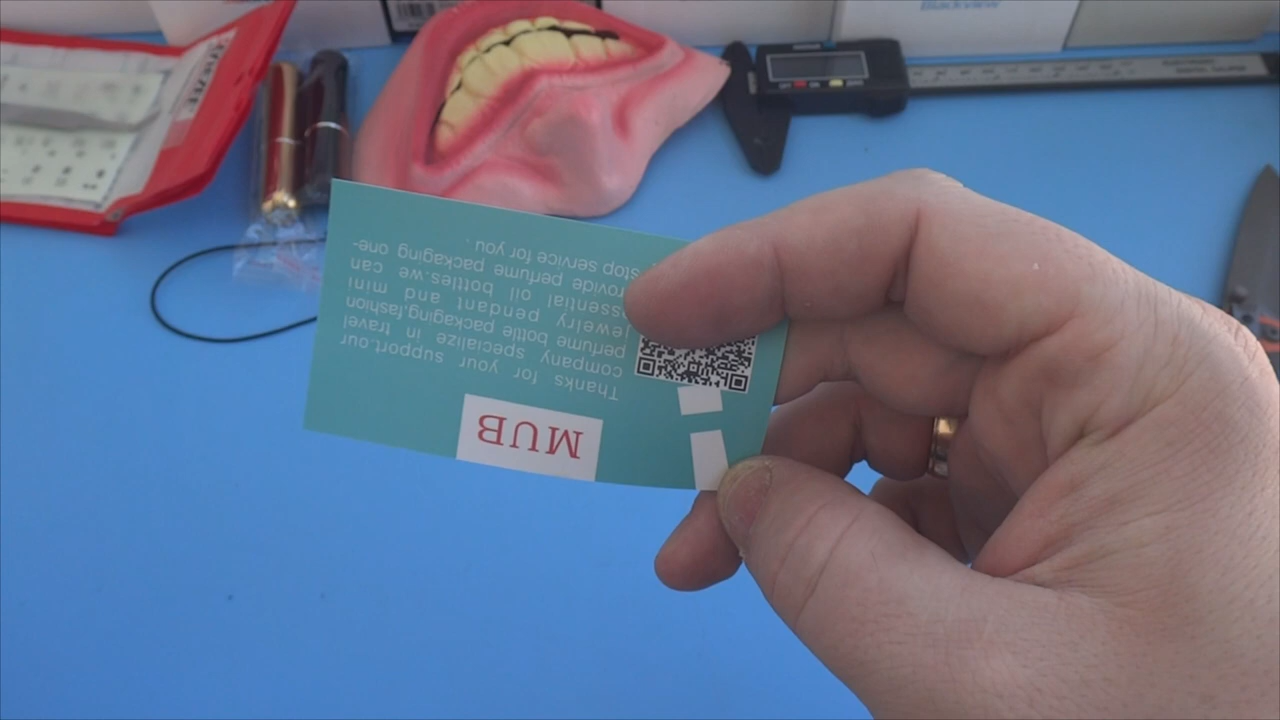 MUB
Thanks for your support.our
company specialize in travel
perfume bottle packaging,fashion
jewelry pendant and mini
essential oil bottles.we can
provide perfume packaging one-
stop service for you .
Blackview